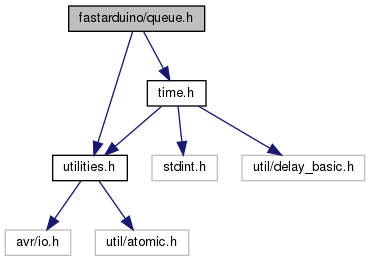 fastarduino/queue.h
time.h
utilities.h
stdint.h
util/delay_basic.h
avr/io.h
util/atomic.h